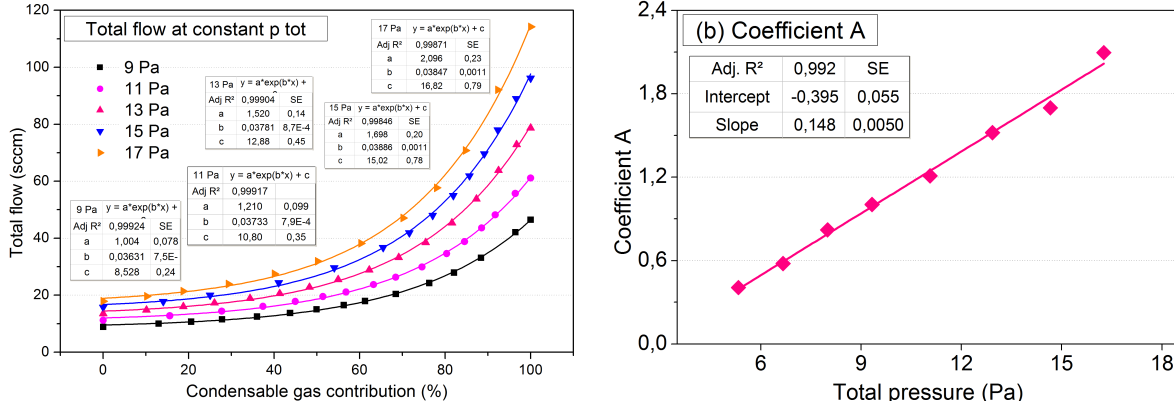 Total flow at constant p tot
9 Pa
11 Pa
13 Pa
15 Pa
17 Pa
17 Pa y = a*exp(b*x) + c
Adj R² 0,99871 SE
a 2,096 0,23
b 0,03847 0,0011
c 16,82 0,79
13 Pa y = a*exp(b*x) +
Adj R² 0,99904 SE
a 1,520 0,14
b 0,03781 8,7E-4
c 12,88 0,45
15 Pa y = a*exp(b*x) + c
Adj R² 0,99846 SE
a 1,698 0,20
b 0,03886 0,0011
c 15,02 0,78
11 Pa y = a*exp(b*x) + c
Adj R² 0,99917
a 1,210 0,099
b 0,03733 7,9E-4
c 10,80 0,35
9 Pa y = a*exp(b*x) +
Adj R² 0,99924 SE
a 1,004 0,078
b 0,03631 7,5E-
c 8,528 0,24
Total flow (sccm)
120
100
80
60
40
20
0
0 20 40 60 80 100
Condensable gas contribution (%)
(b) Coefficient A
Adj. R² 0,992 SE
Intercept -0,395 0,055
Slope 0,148 0,0050
Coefficient A
2,4
1,8
1,2
0,6
0,0
6 9 12 15 18
Total pressure (Pa)